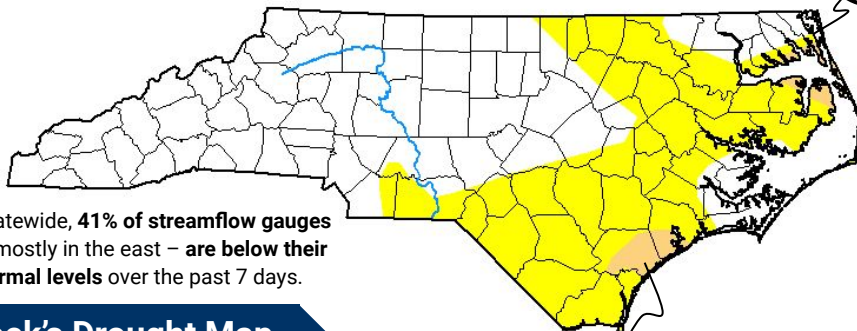 atewide, 41% of streamflow gauges
mostly in the east – are below their
rmal levels over the past 7 days.
ek's Drought Map